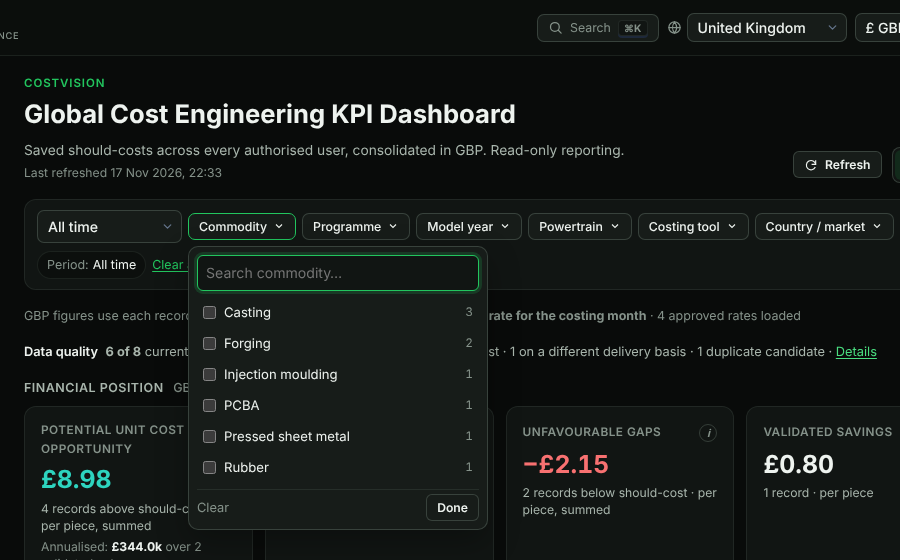 NCE
Search ⌘K
United Kingdom
£ GB
COSTVISION
Global Cost Engineering KPI Dashboard
Saved should-costs across every authorised user, consolidated in GBP. Read-only reporting.
Last refreshed 17 Nov 2026, 22:33
Refresh
All time
Commodity
Programme
Model year
Powertrain
Costing tool
Country / market
Period: All time
Clear
Search commodity...
Casting 3
Forging 2
Injection moulding 1
PCBA 1
Pressed sheet metal 1
Rubber 1
Clear
Done
GBP figures use each record
rate for the costing month · 4 approved rates loaded
Data quality 6 of 8 current
st · 1 on a different delivery basis · 1 duplicate candidate · Details
FINANCIAL POSITION GB
POTENTIAL UNIT COST
OPPORTUNITY
£8.98
4 records above should-c
per piece, summed
Annualised: £344.0k over 2
UNFAVOURABLE GAPS i
−£2.15
2 records below should-cost · per
piece, summed
VALIDATED SAVINGS
£0.80
1 record · per piece